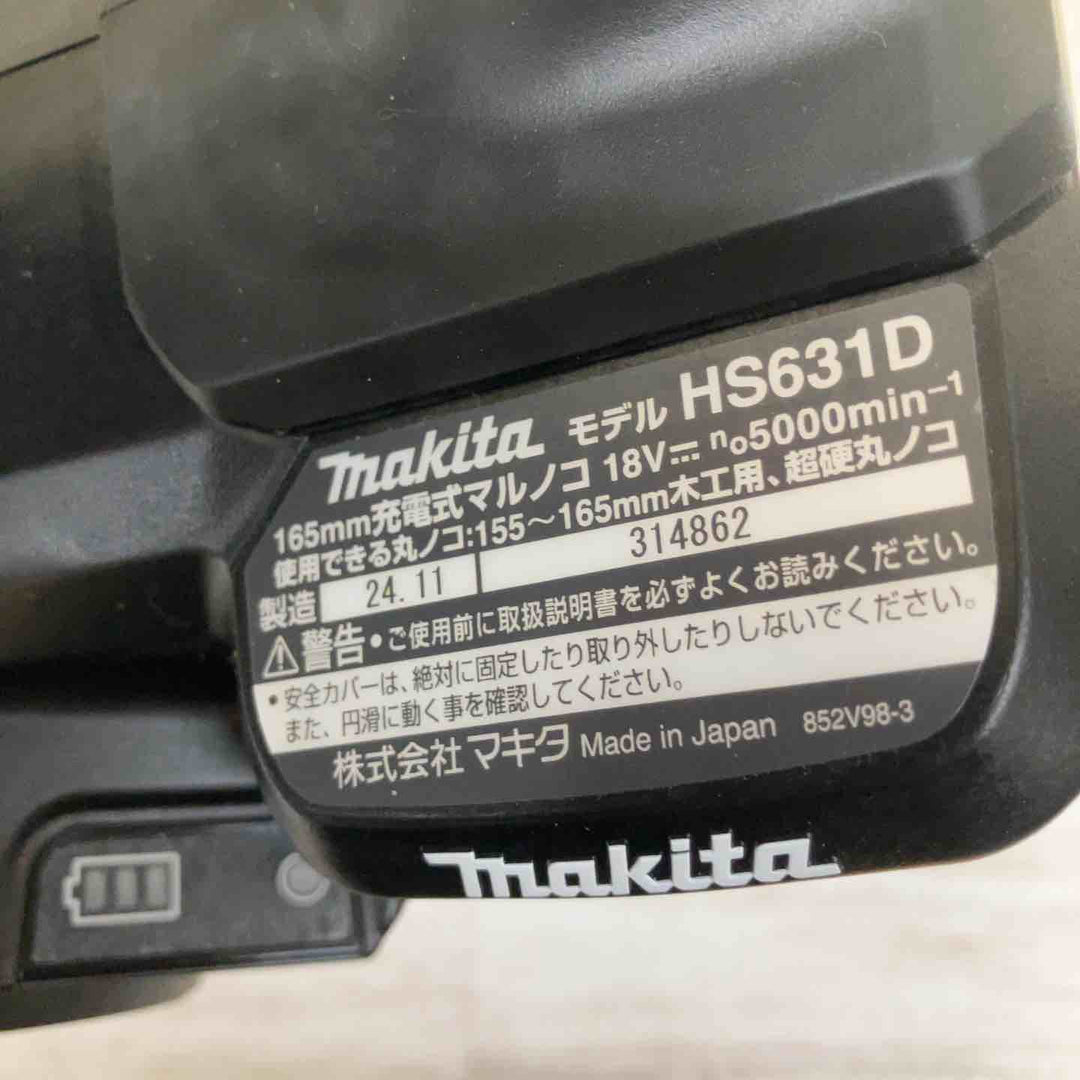 makita モデル HS631D
165mm充電式マルノコ 18V⎓ n₀5000min⁻¹
使用できる丸ノコ:155～165mm木工用、超硬丸ノコ
製造 24.11 314862
⚠警告・ご使用前に取扱説明書を必ずよくお読みください。
・安全カバーは、絶対に固定したり取り外したりしないでください。
また、円滑に動く事を確認してください。
株式会社マキタ Made in Japan 852V98-3
makita